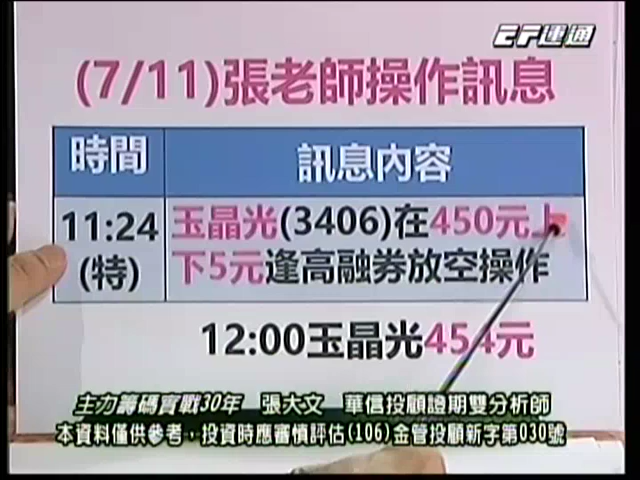 EF運通
(7/11)張老師操作訊息
時間 訊息內容
11:24 (特)
玉晶光(3406)在450元上
下5元逢高融券放空操作
12:00玉晶光454元
主力籌碼實戰30年 張大文 華信投顧證期雙分析師
本資料僅供參考，投資時應審慎評估(106)金管投顧新字第030號